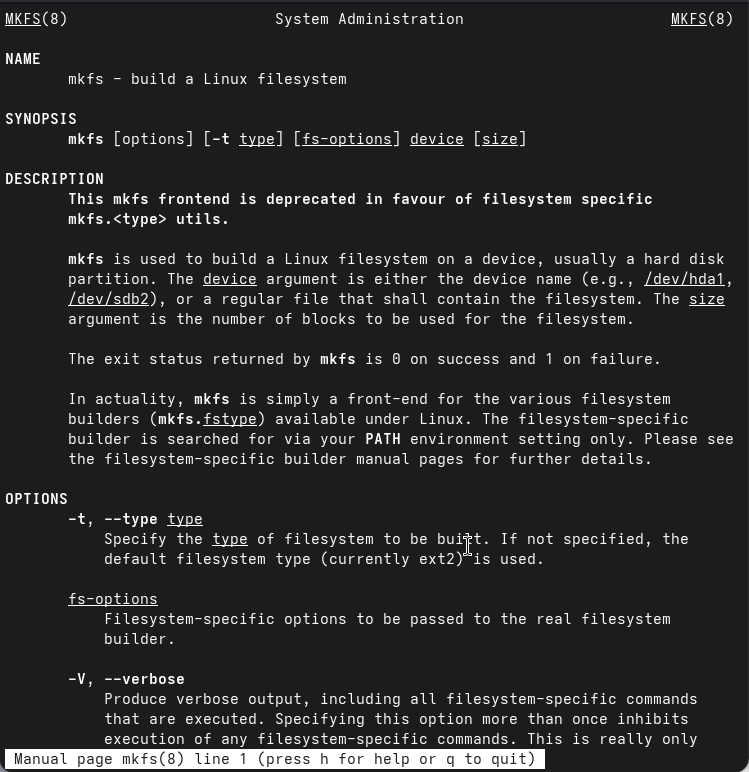 MKFS(8) System Administration MKFS(8)
NAME
mkfs - build a Linux filesystem
SYNOPSIS
mkfs [options] [-t type] [fs-options] device [size]
DESCRIPTION
This mkfs frontend is deprecated in favour of filesystem specific
mkfs.<type> utils.
mkfs is used to build a Linux filesystem on a device, usually a hard disk
partition. The device argument is either the device name (e.g., /dev/hda1,
/dev/sdb2), or a regular file that shall contain the filesystem. The size
argument is the number of blocks to be used for the filesystem.
The exit status returned by mkfs is 0 on success and 1 on failure.
In actuality, mkfs is simply a front-end for the various filesystem
builders (mkfs.fstype) available under Linux. The filesystem-specific
builder is searched for via your PATH environment setting only. Please see
the filesystem-specific builder manual pages for further details.
OPTIONS
-t, --type type
Specify the type of filesystem to be built. If not specified, the
default filesystem type (currently ext2) is used.
fs-options
Filesystem-specific options to be passed to the real filesystem
builder.
-V, --verbose
Produce verbose output, including all filesystem-specific commands
that are executed. Specifying this option more than once inhibits
execution of any filesystem-specific commands. This is really only
Manual page mkfs(8) line 1 (press h for help or q to quit)